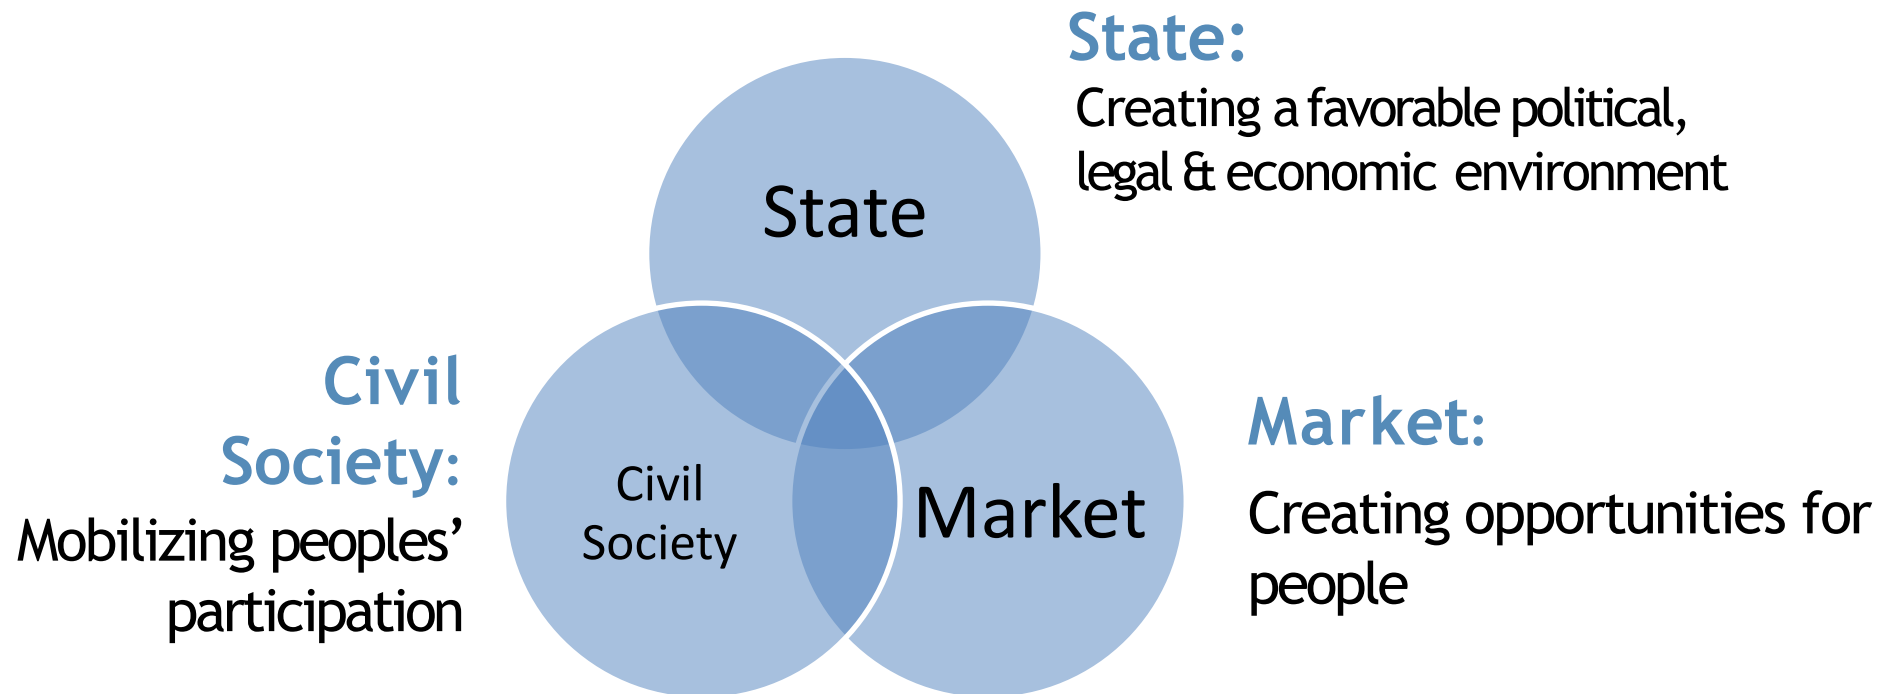 State:
Creating a favorable political,
legal & economic environment
State
Civil
Society:
Mobilizing peoples’
participation
Civil
Society
Market
Market:
Creating opportunities for
people